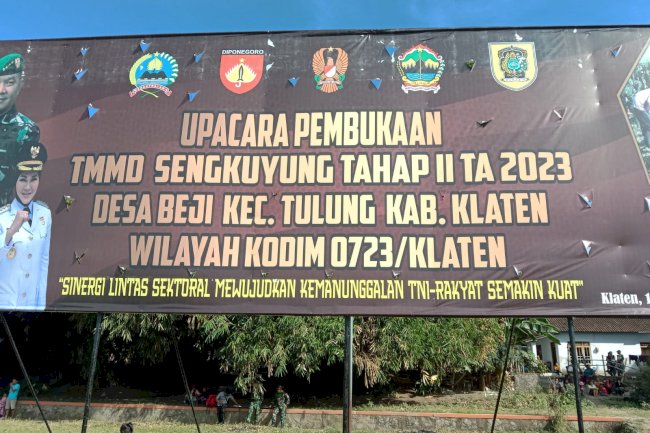 DIPONEGORO
UPACARA PEMBUKAAN
TMMD SENGKUYUNG TAHAP II TA 2023
DESA BEJI KEC. TULUNG KAB. KLATEN
WILAYAH KODIM 0723/KLATEN
"SINERGI LINTAS SEKTORAL MEWUJUDKAN KEMANUNGGALAN TNI-RAKYAT SEMAKIN KUAT"
Klaten, 1